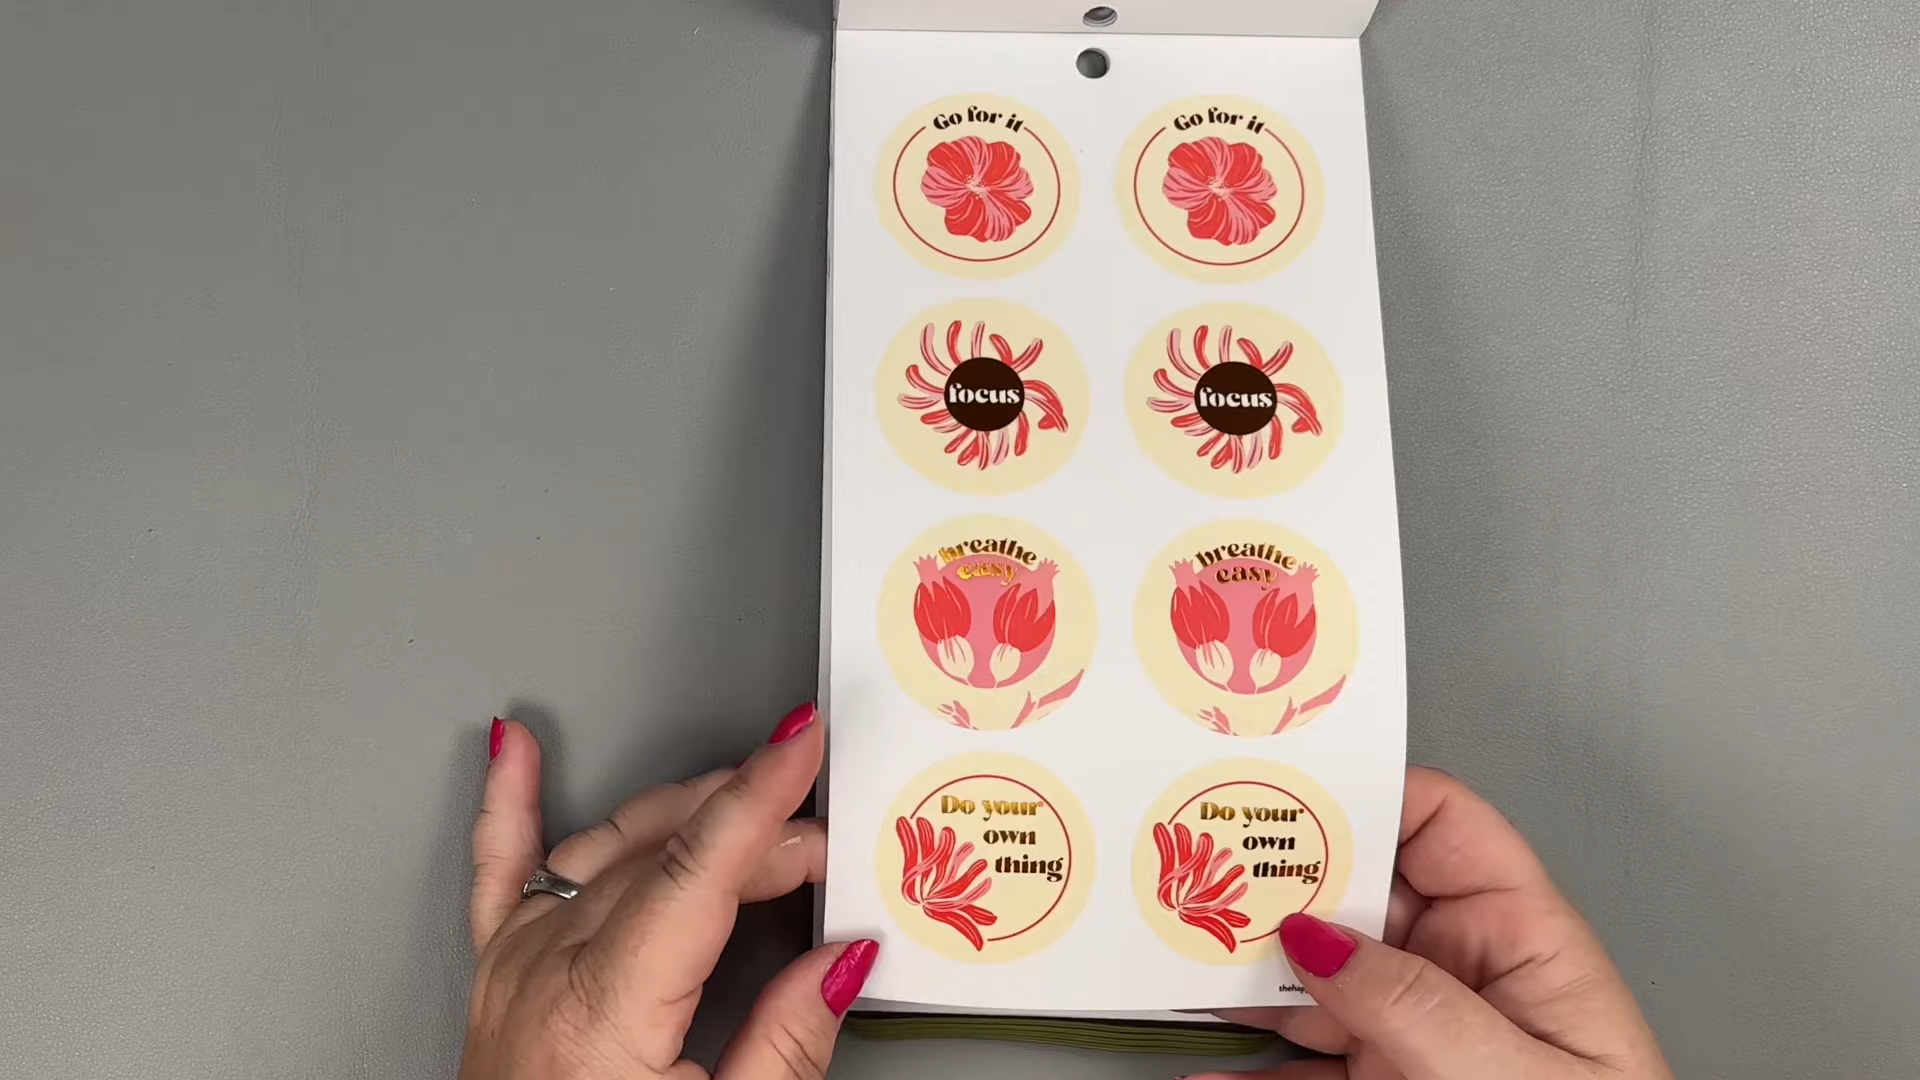 Go for it
Go for it
focus
focus
breathe
easy
breathe
easy
Do your
own
thing
Do your
own
thing